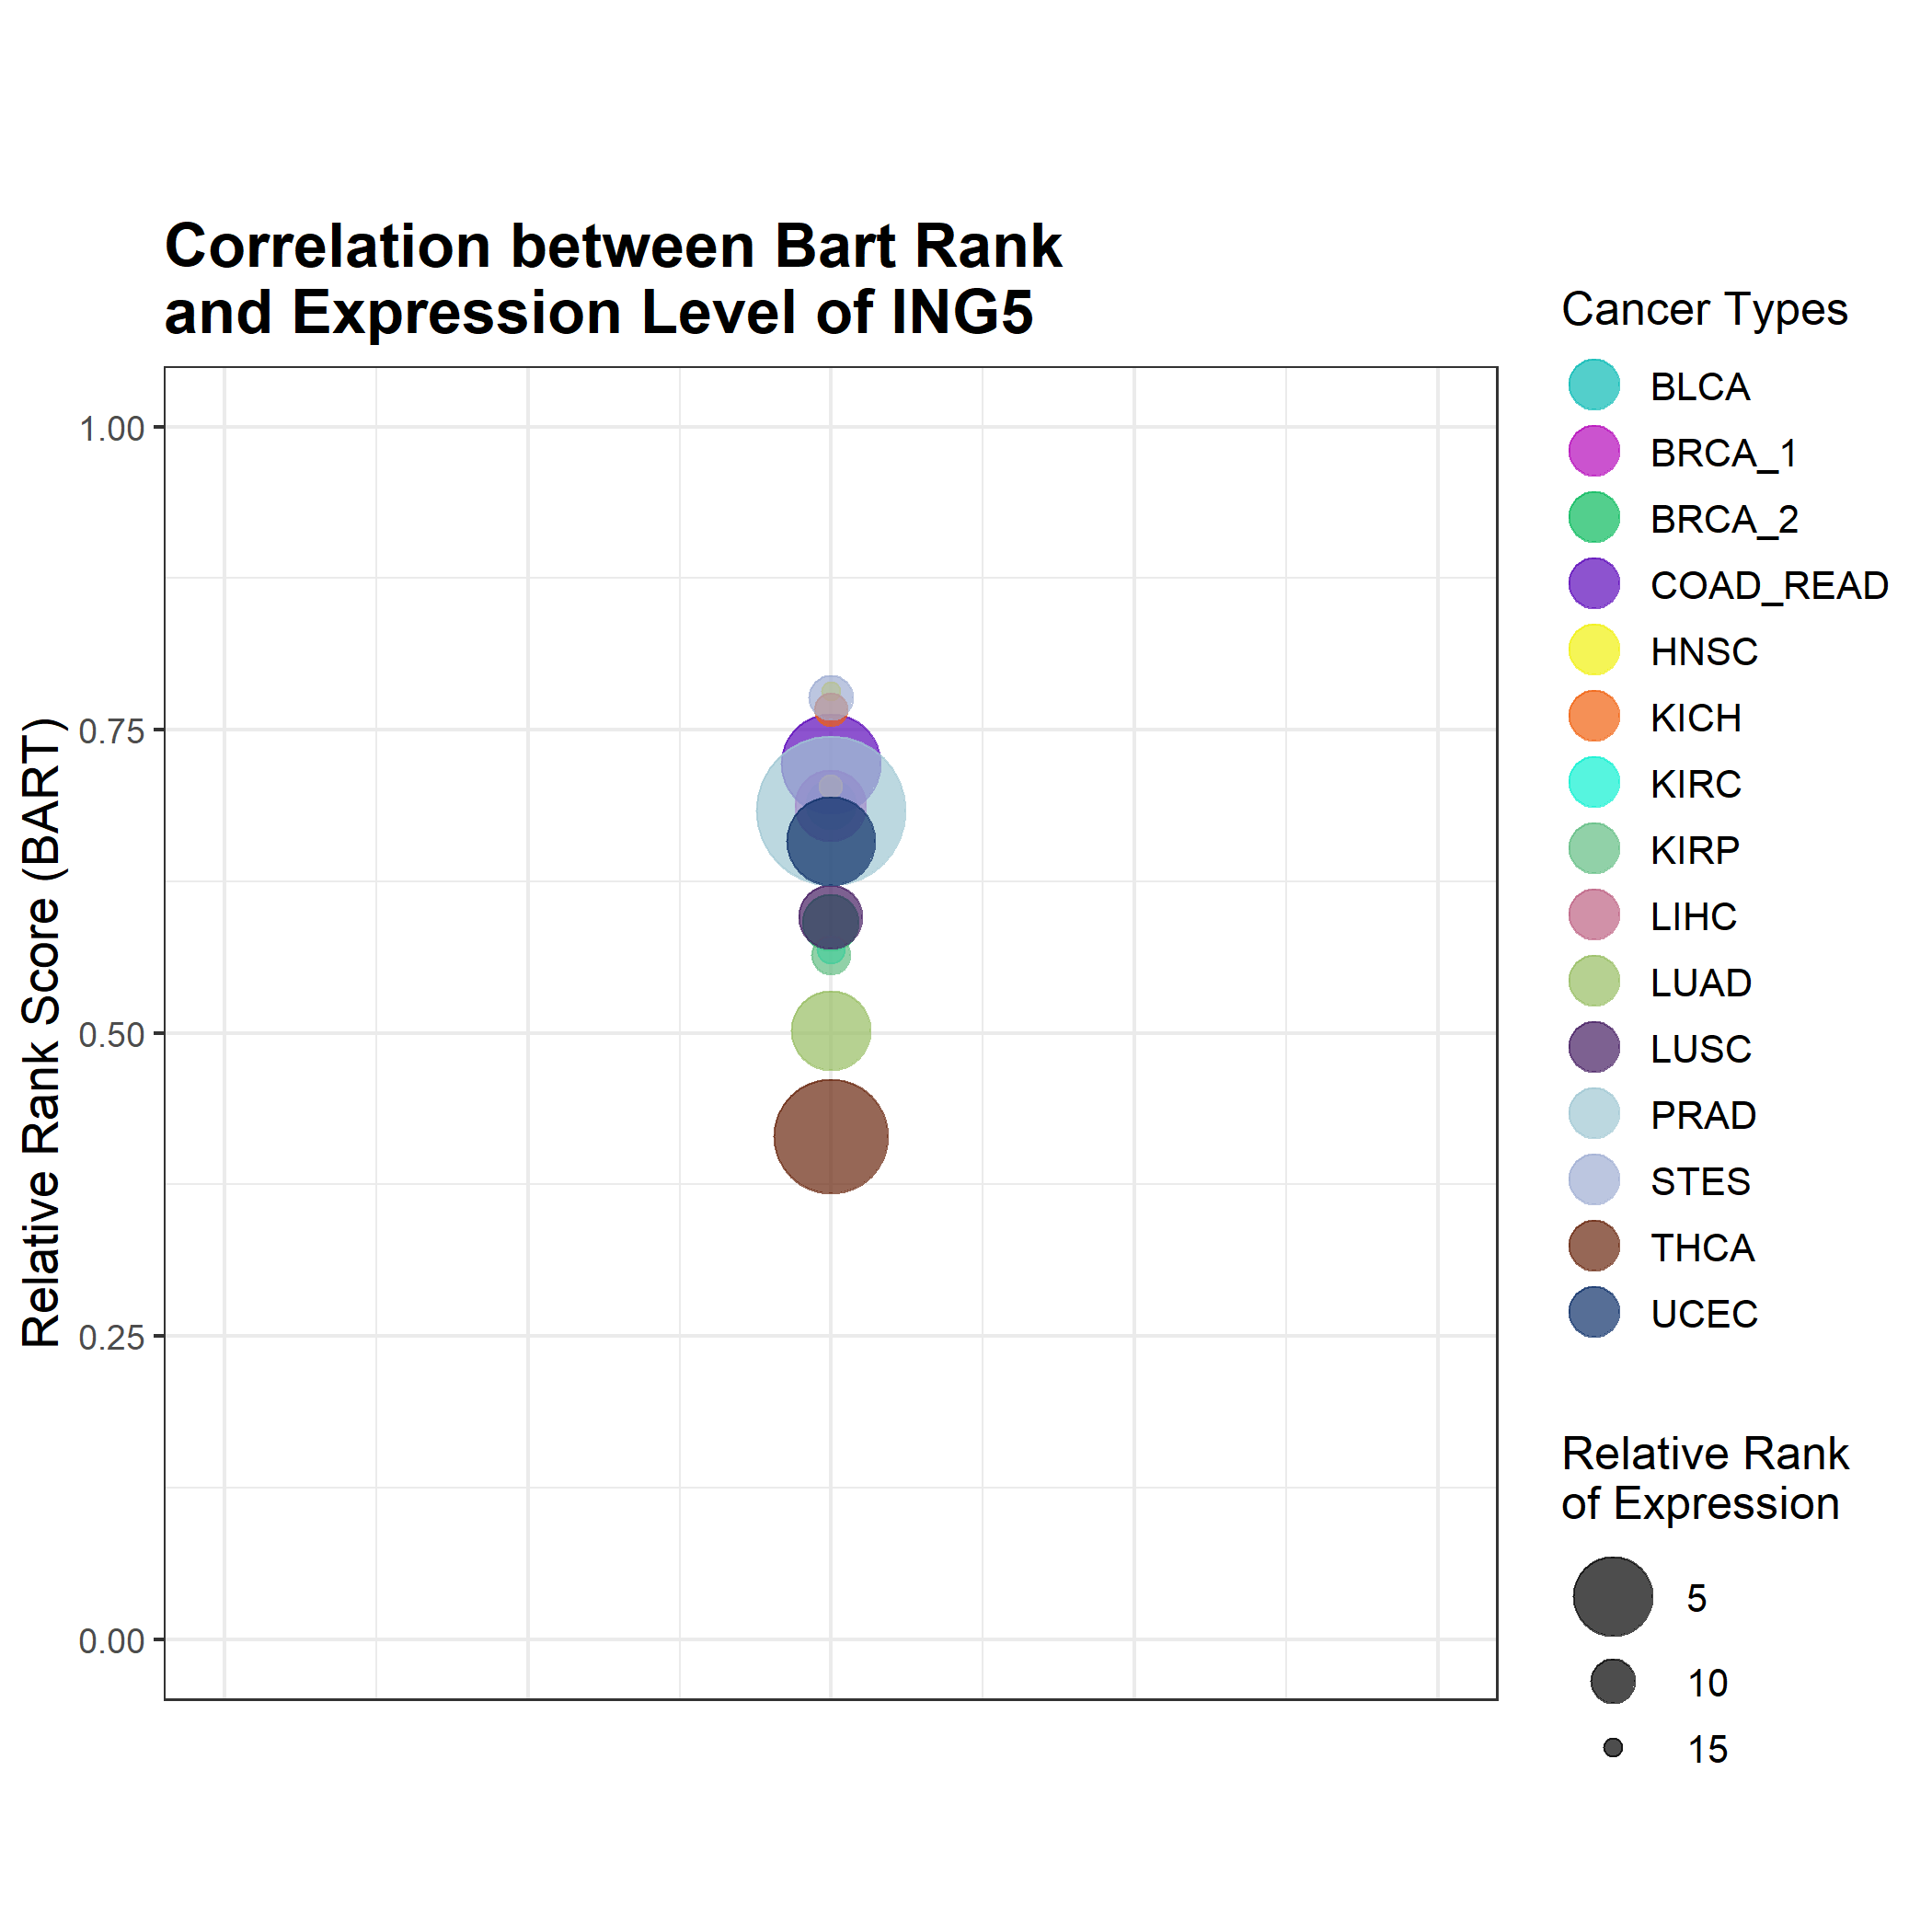 Correlation between Bart Rank
and Expression Level of ING5
Relative Rank Score (BART)
1.00
0.75
0.50
0.25
0.00
Cancer Types
BLCA
BRCA_1
BRCA_2
COAD_READ
HNSC
KICH
KIRC
KIRP
LIHC
LUAD
LUSC
PRAD
STES
THCA
UCEC
Relative Rank
of Expression
5
10
15